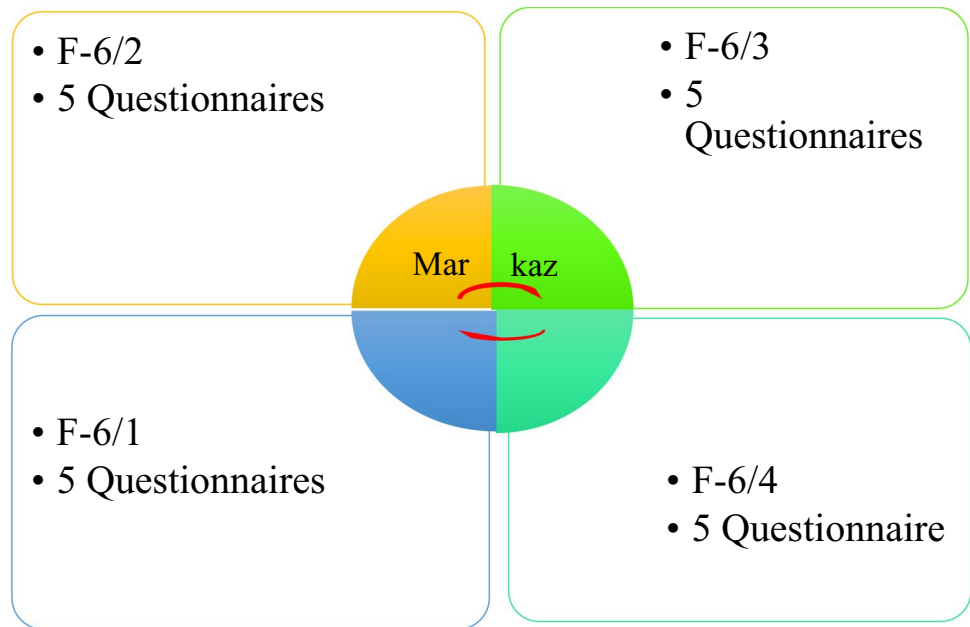 • F-6/2
• 5 Questionnaires
• F-6/3
• 5
Questionnaires
Mar kaz
• F-6/1
• 5 Questionnaires
• F-6/4
• 5 Questionnaire